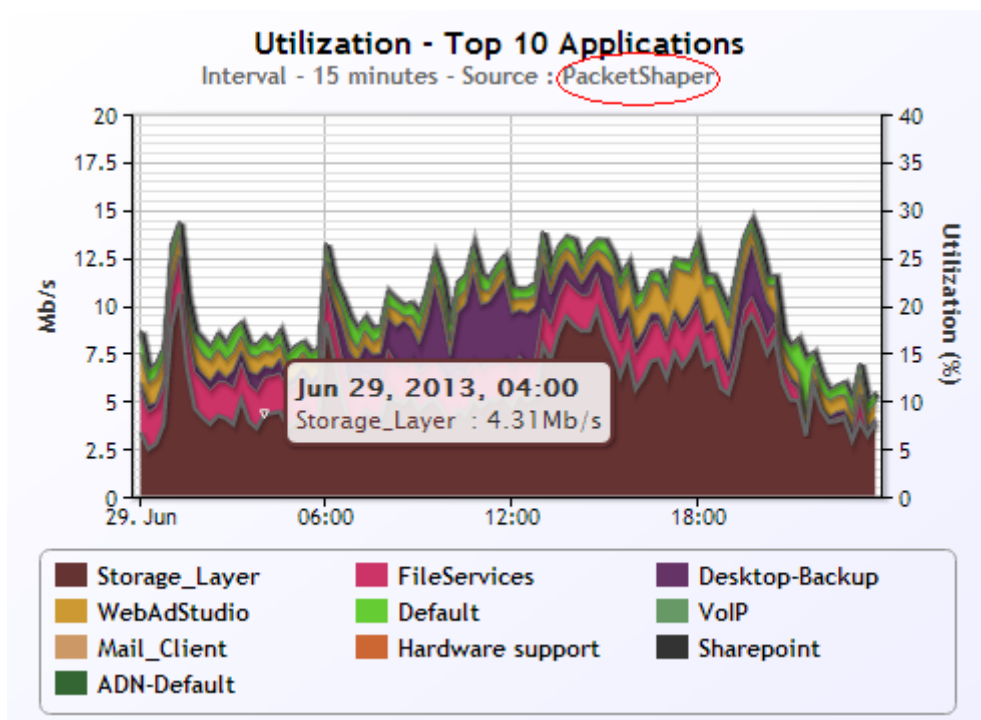 Utilization - Top 10 Applications
Interval - 15 minutes - Source : PacketShaper
20
17.5
15
12.5
10
7.5
5
2.5
0
Mb/s
40
35
30
25
20
15
10
5
0
Utilization (%)
Jun 29, 2013, 04:00
Storage_Layer : 4.31Mb/s
29. Jun 06:00 12:00 18:00
Storage_Layer FileServices Desktop-Backup
WebAdStudio Default VoIP
Mail_Client Hardware support Sharepoint
ADN-Default